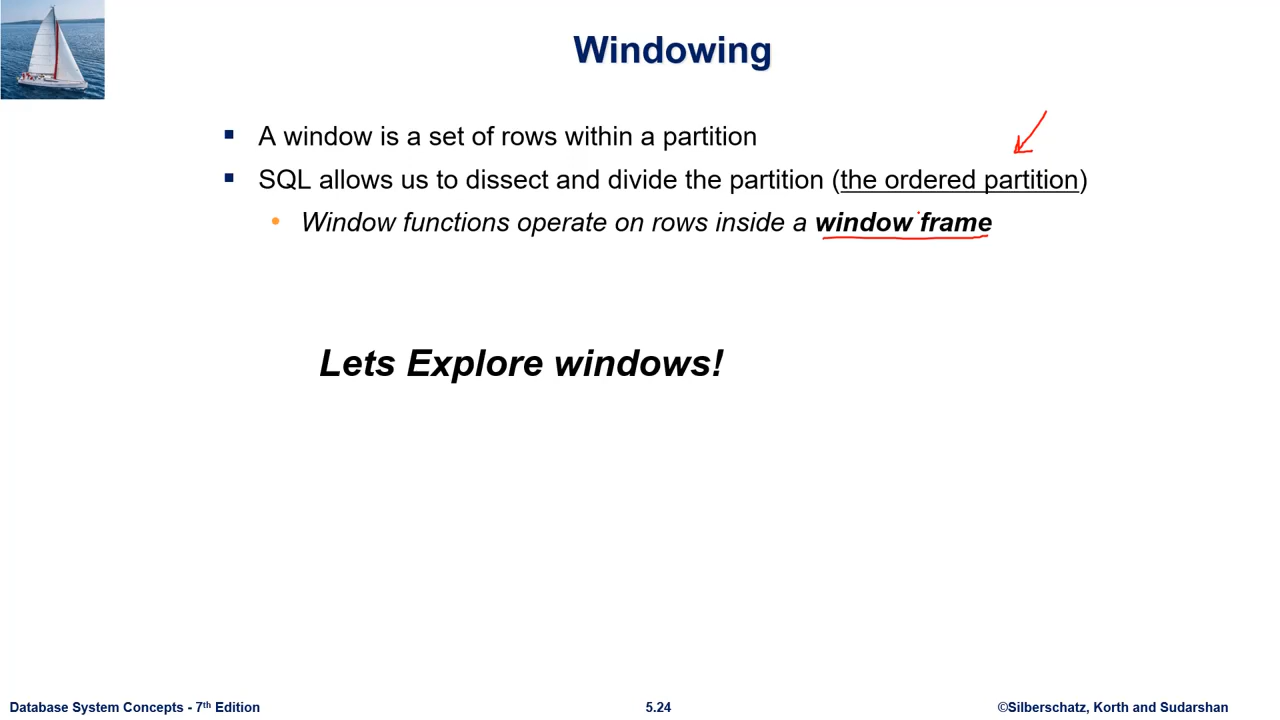 Windowing
A window is a set of rows within a partition
SQL allows us to dissect and divide the partition (the ordered partition)
Window functions operate on rows inside a window frame
Lets Explore windows!
Database System Concepts - 7th Edition
5.24
©Silberschatz, Korth and Sudarshan